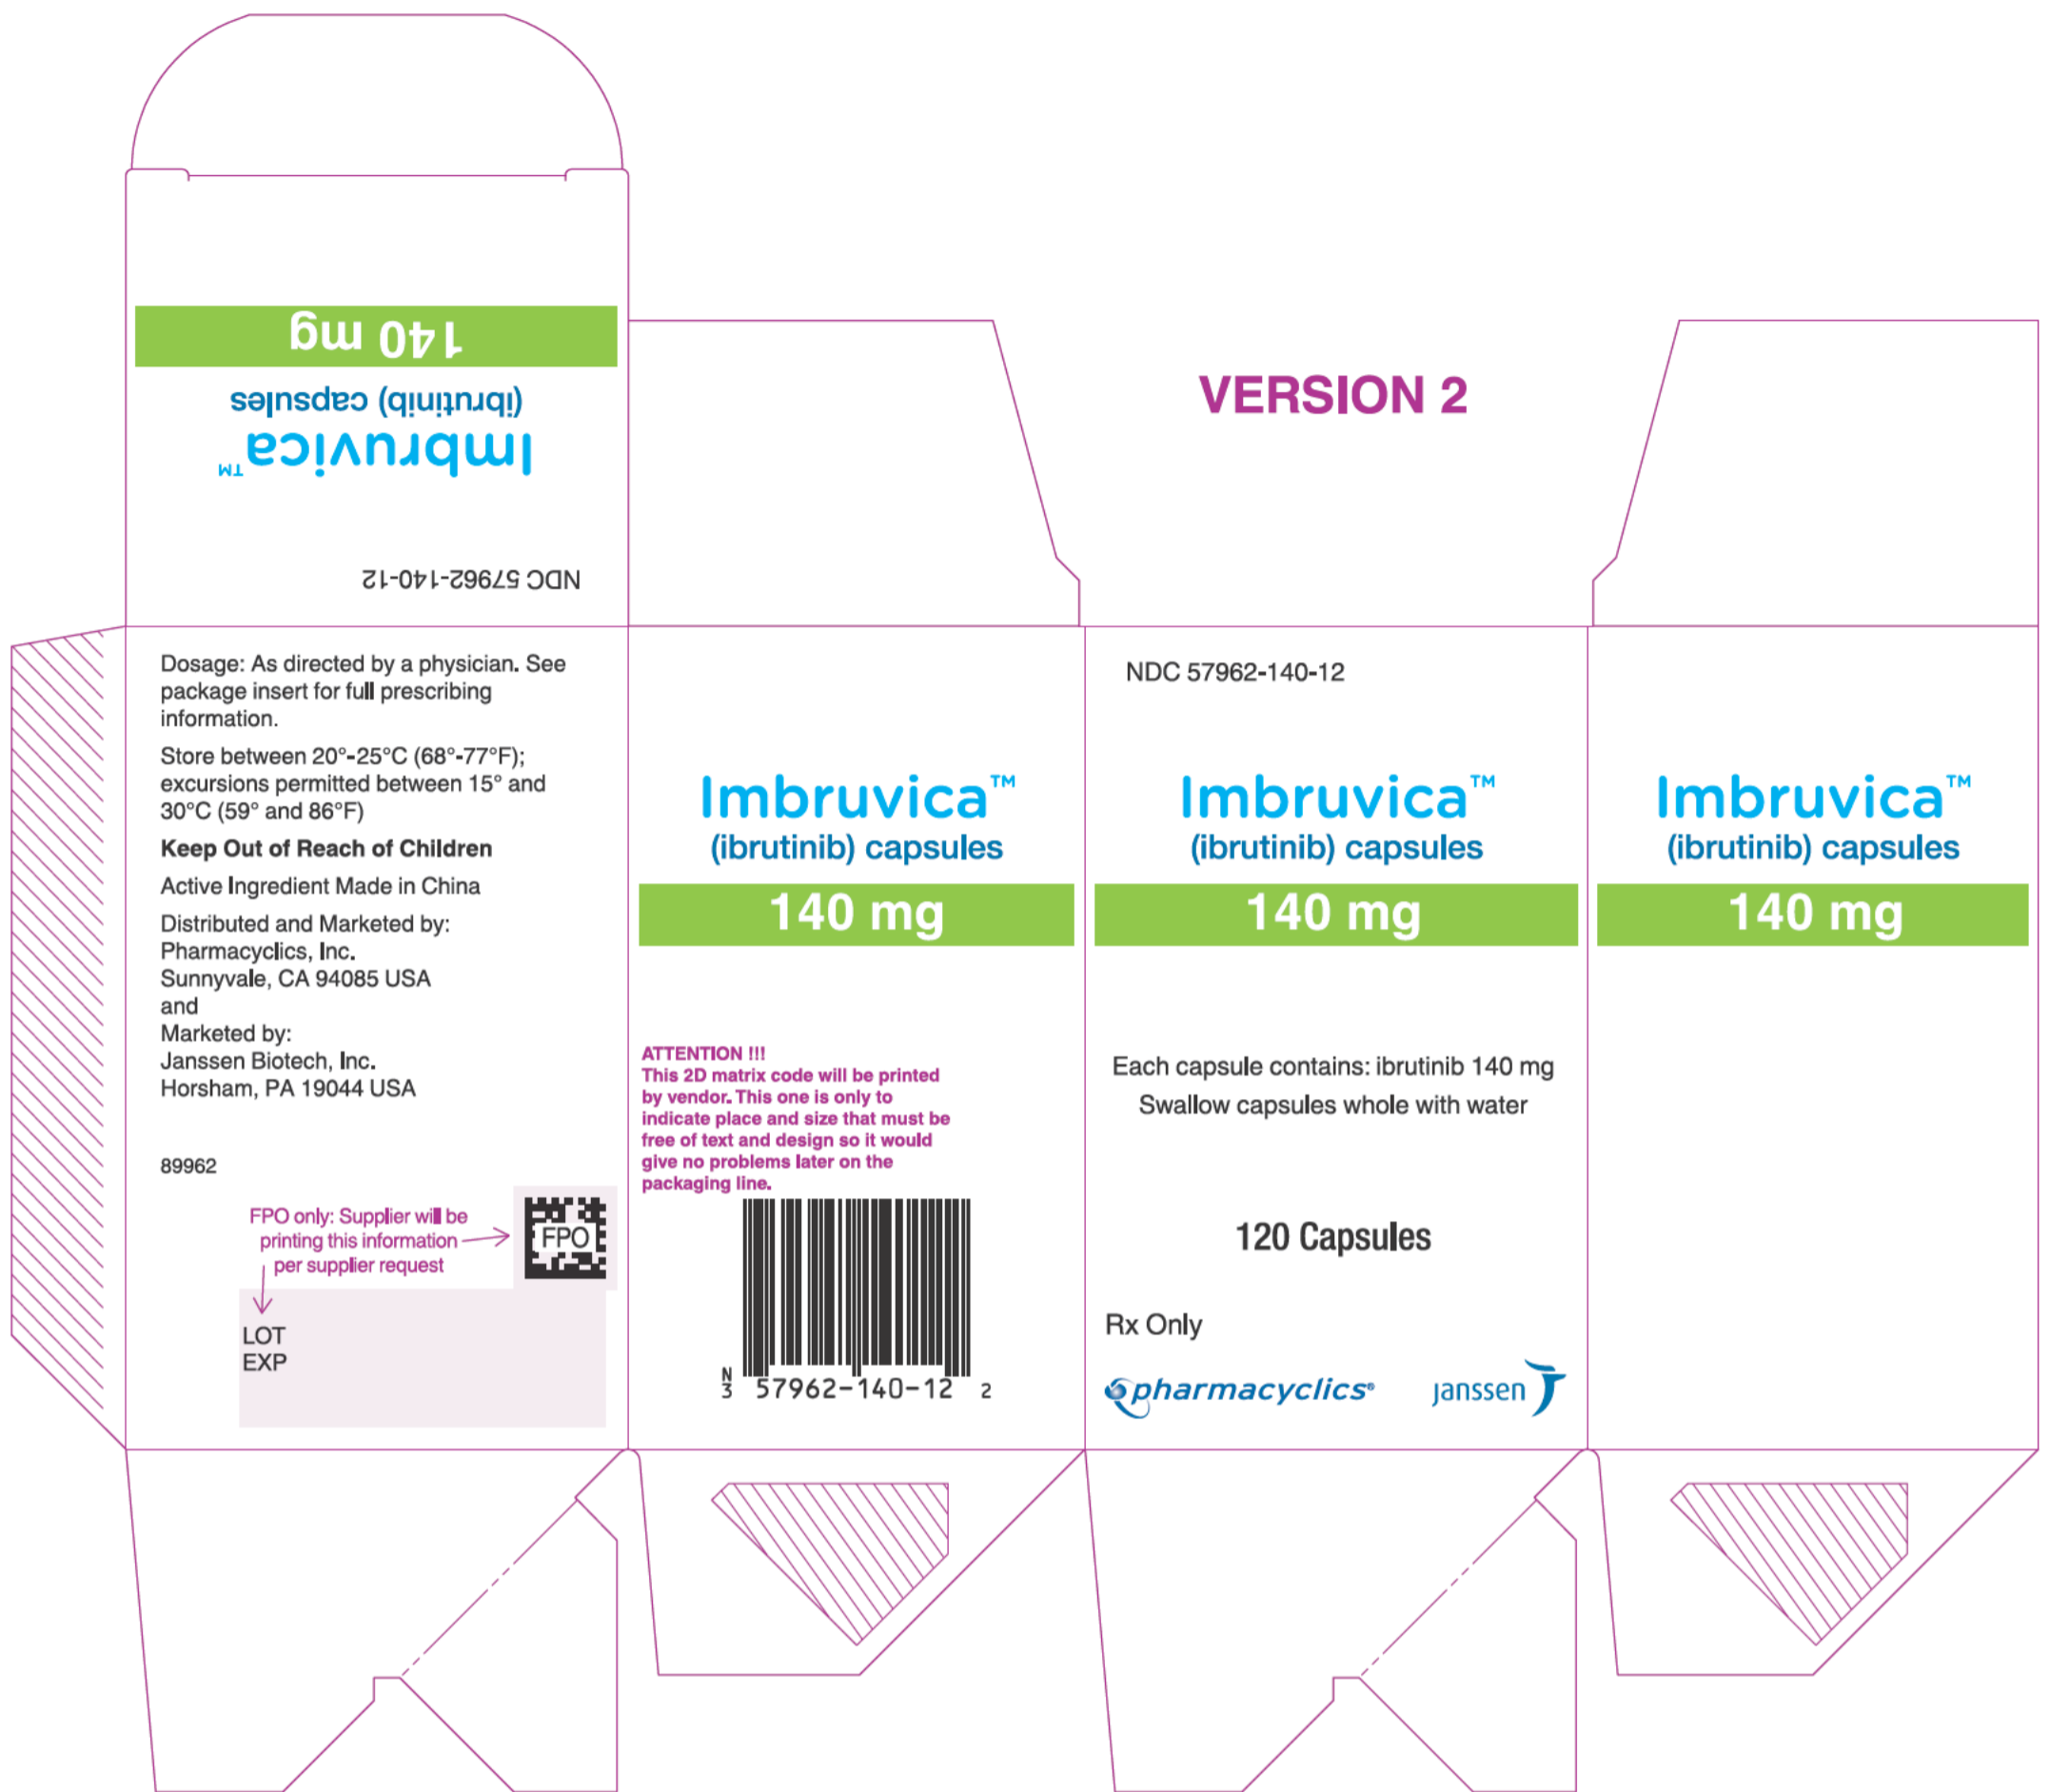 140 mg
(ibrutinib) capsules
Imbruvica™
NDC 57962-140-12
VERSION 2
Dosage: As directed by a physician. See
package insert for full prescribing
information.
Store between 20°-25°C (68°-77°F);
excursions permitted between 15° and
30°C (59° and 86°F)
Keep Out of Reach of Children
Active Ingredient Made in China
Distributed and Marketed by:
Pharmacyclics, Inc.
Sunnyvale, CA 94085 USA
and
Marketed by:
Janssen Biotech, Inc.
Horsham, PA 19044 USA
89962
FPO only: Supplier will be
printing this information
per supplier request
FPO
LOT
EXP
Imbruvica™
(ibrutinib) capsules
140 mg
ATTENTION !!!
This 2D matrix code will be printed
by vendor. This one is only to
indicate place and size that must be
free of text and design so it would
give no problems later on the
packaging line.
N
3 57962-140-12 2
NDC 57962-140-12
Imbruvica™
(ibrutinib) capsules
140 mg
Each capsule contains: ibrutinib 140 mg
Swallow capsules whole with water
120 Capsules
Rx Only
pharmacyclics®
janssen
Imbruvica™
(ibrutinib) capsules
140 mg